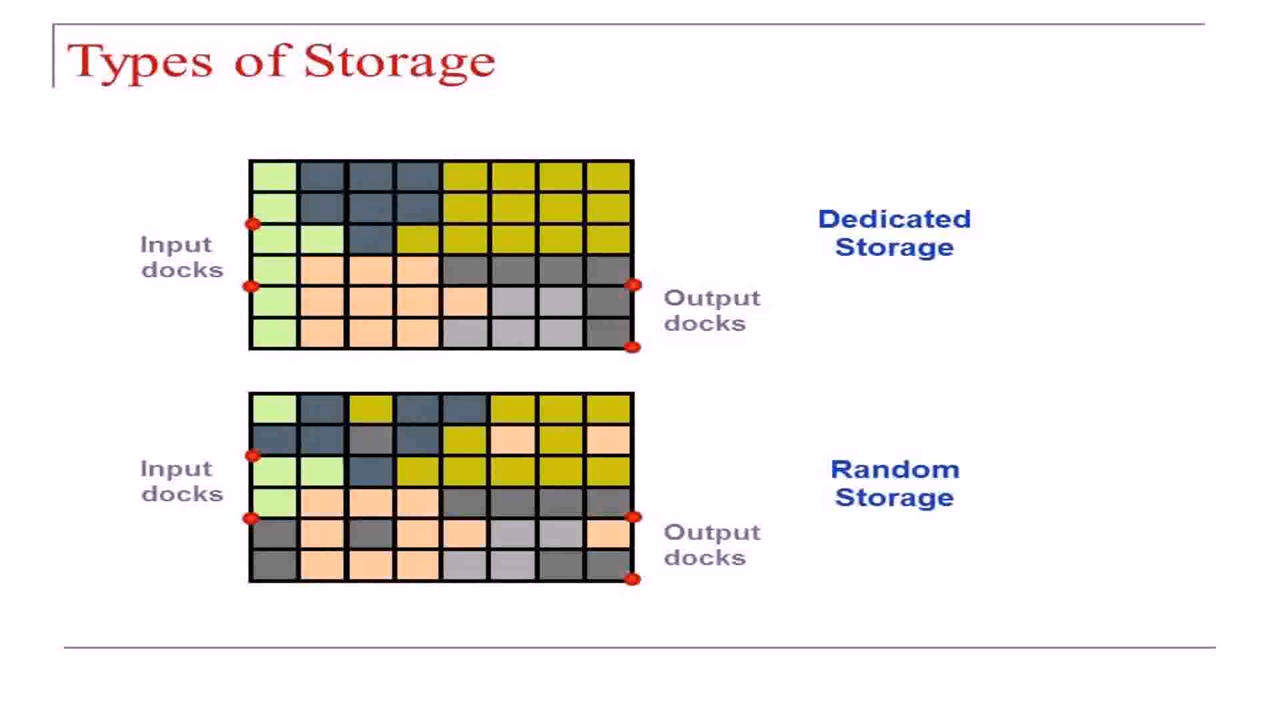 Types of Storage
Input
docks
Dedicated
Storage
Output
docks
Input
docks
Random
Storage
Output
docks